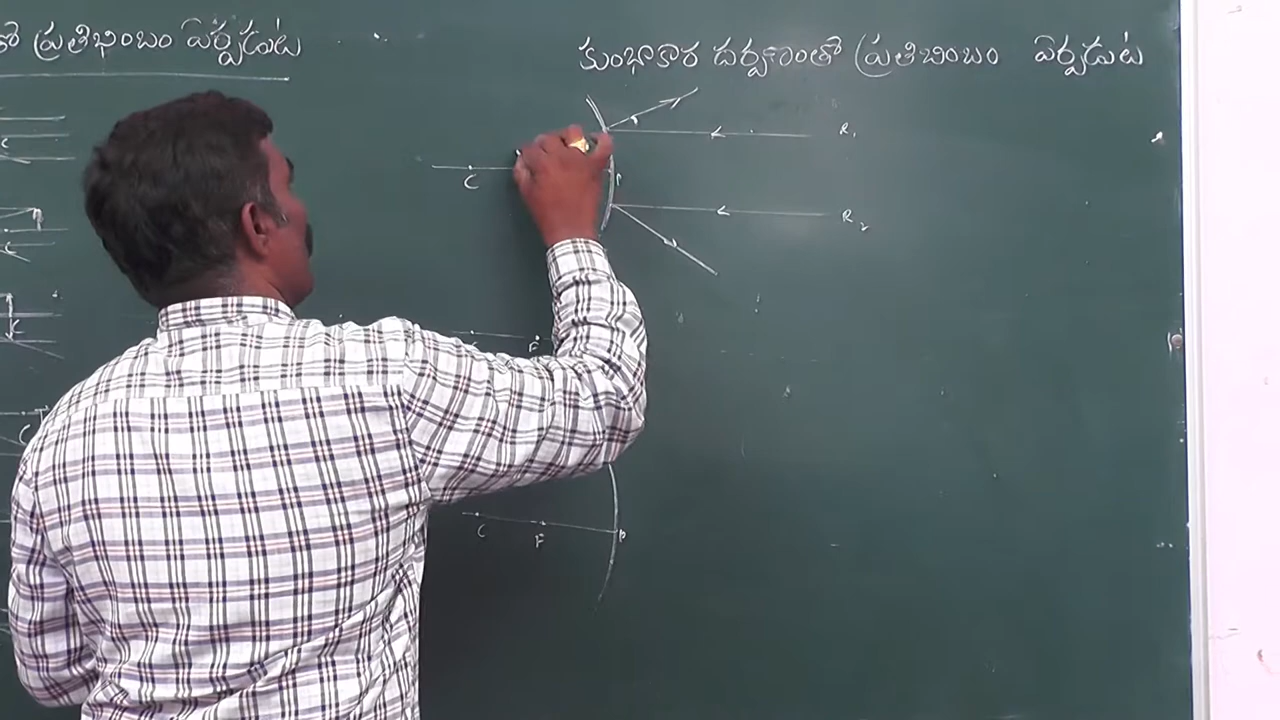 తో ప్రతిభింబం ఏర్పడుట
కుంభాకార దర్పణంతో ప్రతిబింబం ఏర్పడుట
C
R₁
C
P
R₂
C
F
C
C F P